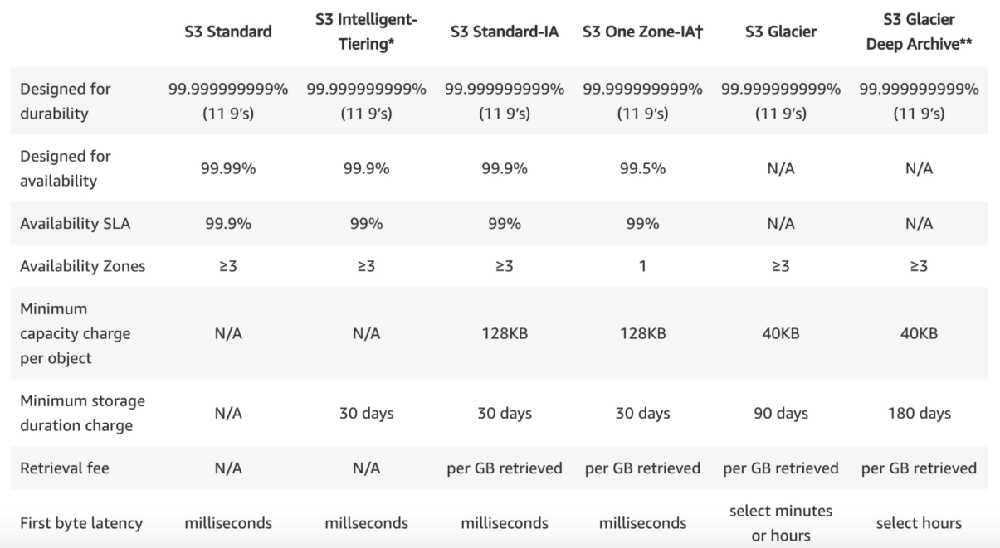 S3 Standard
S3 Intelligent-
Tiering*
S3 Standard-IA
S3 One Zone-IA†
S3 Glacier
S3 Glacier
Deep Archive**
Designed for
durability
99.999999999%
(11 9’s)
99.999999999%
(11 9’s)
99.999999999%
(11 9’s)
99.999999999%
(11 9’s)
99.999999999%
(11 9’s)
99.999999999%
(11 9’s)
Designed for
availability
99.99%
99.9%
99.9%
99.5%
N/A
N/A
Availability SLA
99.9%
99%
99%
99%
N/A
N/A
Availability Zones
≥3
≥3
≥3
1
≥3
≥3
Minimum
capacity charge
per object
N/A
N/A
128KB
128KB
40KB
40KB
Minimum storage
duration charge
N/A
30 days
30 days
30 days
90 days
180 days
Retrieval fee
N/A
N/A
per GB retrieved
per GB retrieved
per GB retrieved
per GB retrieved
First byte latency
milliseconds
millseconds
milliseconds
milliseconds
select minutes
or hours
select hours